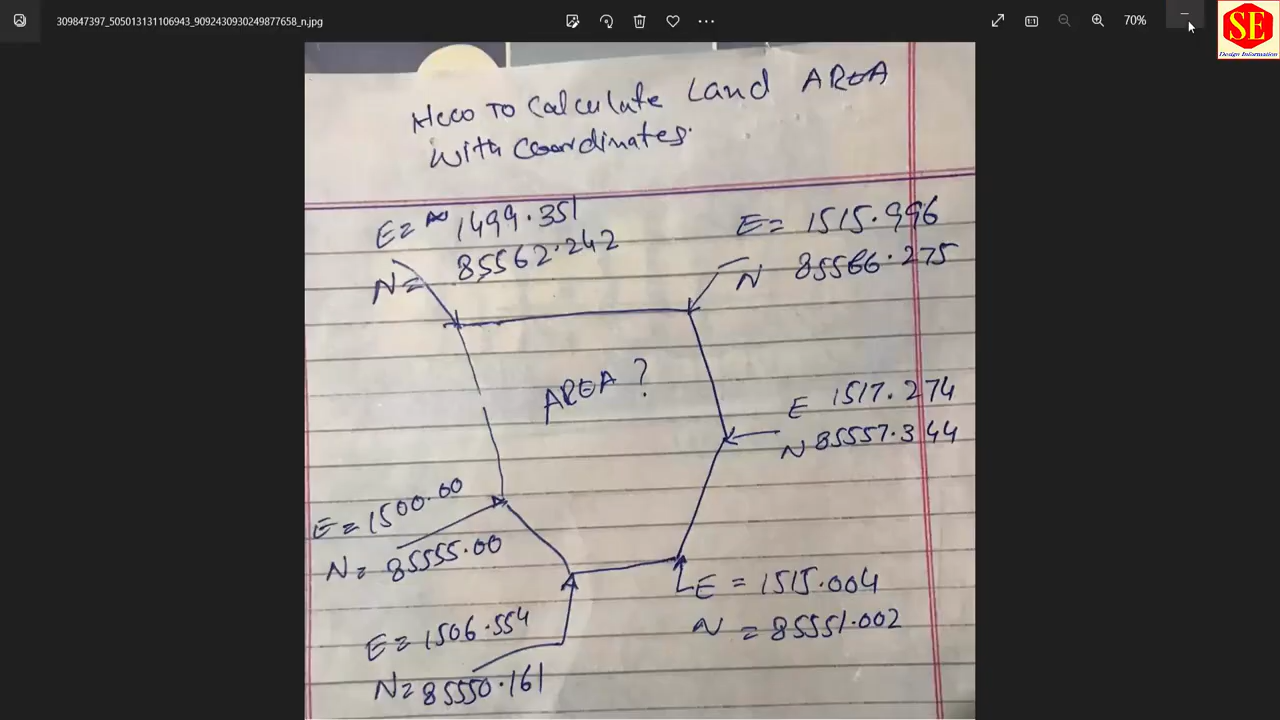 309847397_505013131106943_9092430930249877658_n.jpg
70%
SE
Design Information
How To Calculate Land AREA
With Coordinates.
E= 1499.351
N= 85562.242
E= 1515.996
N 85566.275
AREA ?
E 1517.274
N 85557.344
E= 1500.00
N= 85555.00
E = 1515.004
N = 85551.002
E= 1506.554
N= 85550.161